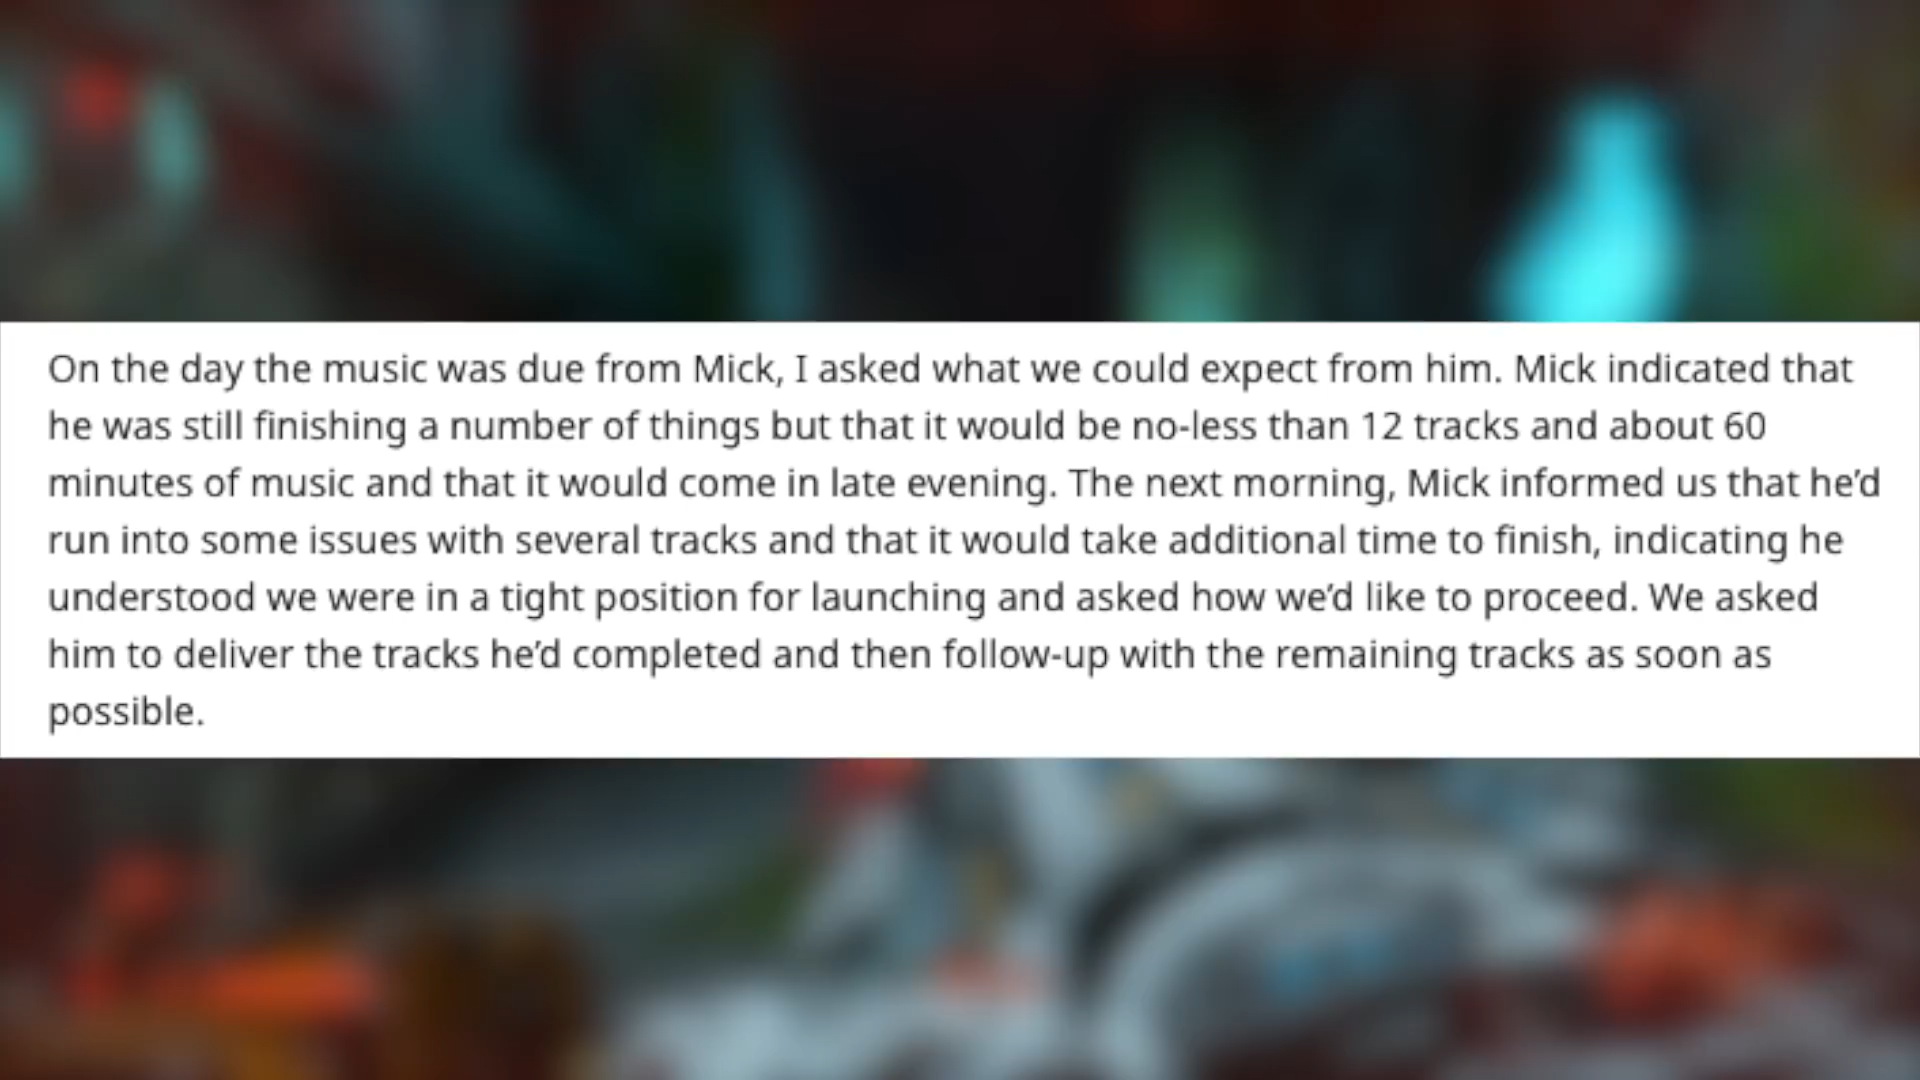 On the day the music was due from Mick, I asked what we could expect from him. Mick indicated that
he was still finishing a number of things but that it would be no-less than 12 tracks and about 60
minutes of music and that it would come in late evening. The next morning, Mick informed us that he’d
run into some issues with several tracks and that it would take additional time to finish, indicating he
understood we were in a tight position for launching and asked how we’d like to proceed. We asked
him to deliver the tracks he’d completed and then follow-up with the remaining tracks as soon as
possible.